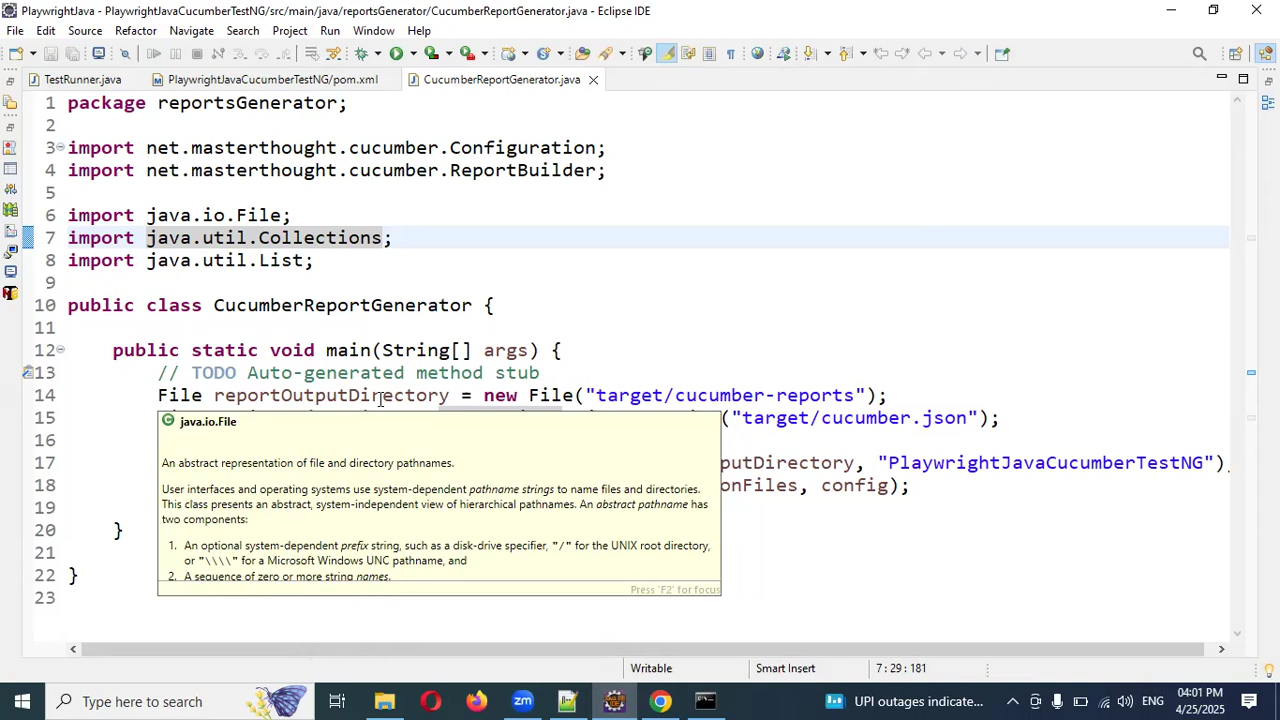 PlaywrightJava - PlaywrightJavaCucumberTestNG/src/main/java/reportsGenerator/CucumberReportGenerator.java - Eclipse IDE
File Edit Source Refactor Navigate Search Project Run Window Help
TestRunner.java PlaywrightJavaCucumberTestNG/pom.xml CucumberReportGenerator.java
1 package reportsGenerator;
2
3 import net.masterthought.cucumber.Configuration;
4 import net.masterthought.cucumber.ReportBuilder;
5
6 import java.io.File;
7 import java.util.Collections;
8 import java.util.List;
9
10 public class CucumberReportGenerator {
11
12 public static void main(String[] args) {
13 // TODO Auto-generated method stub
14 File reportOutputDirectory = new File("target/cucumber-reports");
15 ("target/cucumber.json");
16
17 putDirectory, "PlaywrightJavaCucumberTestNG")
18 onFiles, config);
19
20 }
21
22 }
23
java.io.File
An abstract representation of file and directory pathnames.
User interfaces and operating systems use system-dependent pathname strings to name files and directories.
This class presents an abstract, system-independent view of hierarchical pathnames. An abstract pathname has
two components:
1. An optional system-dependent prefix string, such as a disk-drive specifier, "/" for the UNIX root directory,
or "\\\\" for a Microsoft Windows UNC pathname, and
2. A sequence of zero or more string names.
Press 'F2' for focus
Writable Smart Insert 7 : 29 : 181
Type here to search
UPI outages indicate...
ENG
04:01 PM
4/25/2025